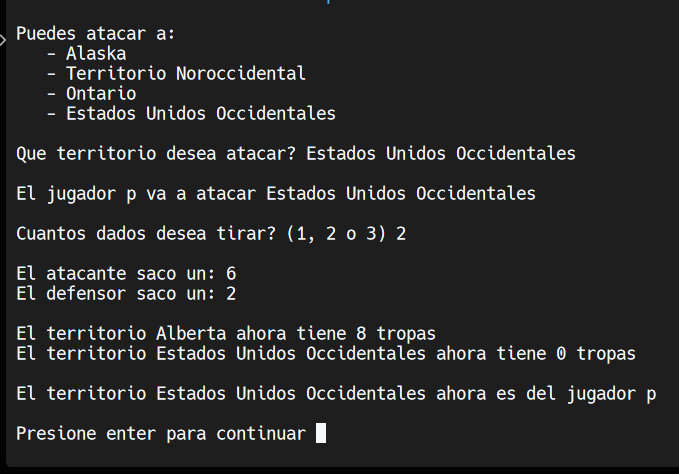 Puedes atacar a:
- Alaska
- Territorio Noroccidental
- Ontario
- Estados Unidos Occidentales
Que territorio desea atacar? Estados Unidos Occidentales
El jugador p va a atacar Estados Unidos Occidentales
Cuantos dados desea tirar? (1, 2 o 3) 2
El atacante saco un: 6
El defensor saco un: 2
El territorio Alberta ahora tiene 8 tropas
El territorio Estados Unidos Occidentales ahora tiene 0 tropas
El territorio Estados Unidos Occidentales ahora es del jugador p
Presione enter para continuar